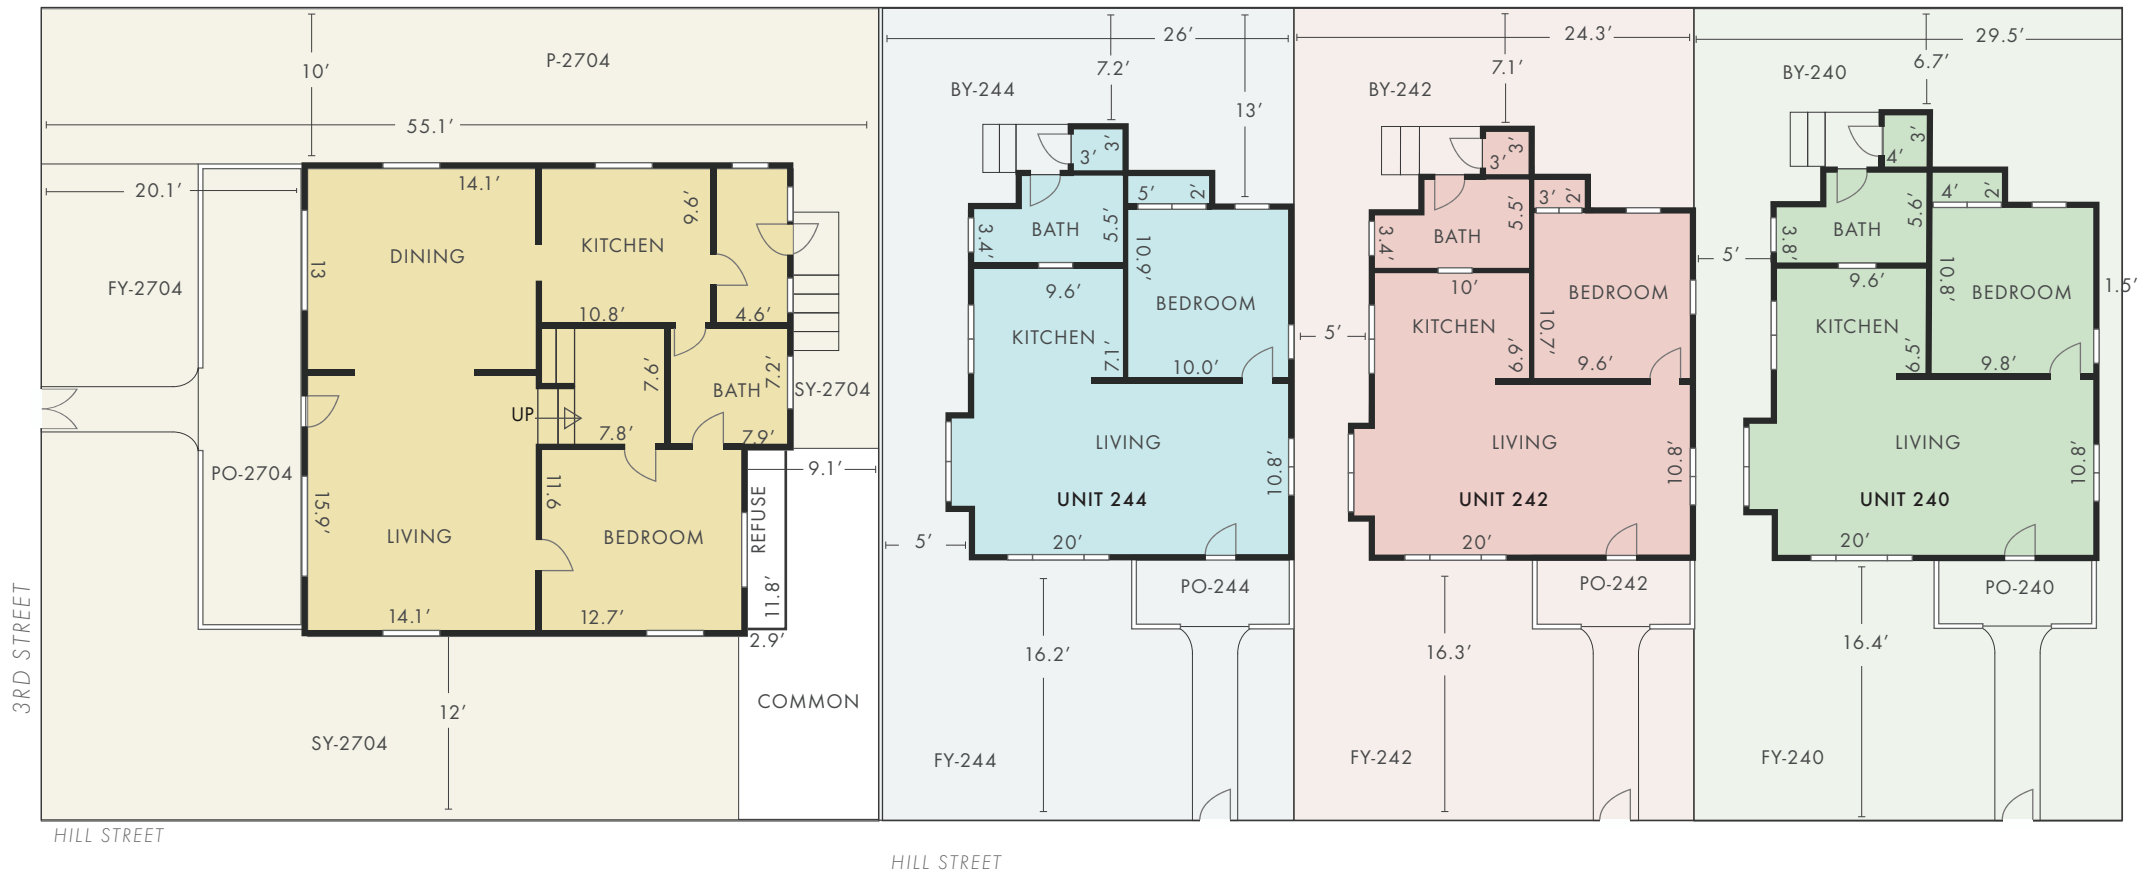 P-2704
10′
55.1′
20.1′
14.1′
9.6′
DINING
KITCHEN
13
FY-2704
10.8′
4.6′
7.6′
7.2′
BATH
SY-2704
UP
7.8′
7.9′
PO-2704
9.1′
15.9′
11.6
REFUSE
LIVING
BEDROOM
11.8′
14.1′
12.7′
2.9′
COMMON
12′
SY-2704
3RD STREET
HILL STREET
26′
7.2′
BY-244
13′
3′
3′
5′
2′
BATH
5.5′
3.4′
10.9′
9.6′
BEDROOM
KITCHEN
7.1′
10.0′
LIVING
10.8′
UNIT 244
5′
20′
PO-244
16.2′
FY-244
HILL STREET
24.3′
7.1′
BY-242
3′
3′
3′
2′
5.5′
BATH
3.4′
10′
BEDROOM
KITCHEN
10.7′
5′
6.9′
9.6′
LIVING
10.8′
UNIT 242
20′
PO-242
16.3′
FY-242
29.5′
6.7′
BY-240
3′
4′
4′
2′
5.6′
BATH
3.8′
5′
9.6′
10.8′
BEDROOM
1.5′
KITCHEN
6.5′
9.8′
LIVING
10.8′
UNIT 240
20′
PO-240
16.4′
FY-240